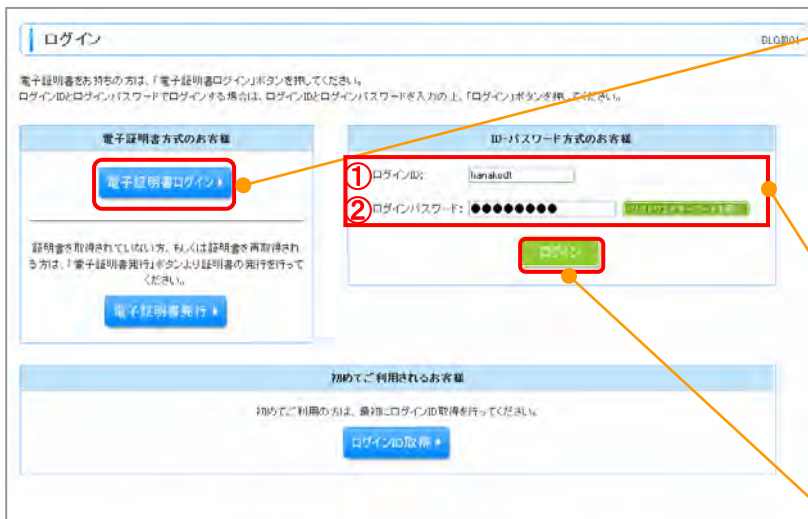 ログイン
BLGI001
電子証明書をお持ちの方は、「電子証明書ログイン」ボタンを押してください。
ログインIDとログインパスワードでログインする場合は、ログインIDとログインパスワードを入力の上、「ログイン」ボタンを押してください。
電子証明書方式のお客様
電子証明書ログイン
証明書を取得されていない方、もしくは証明書を再取得され
る方は、「電子証明書発行」ボタンより証明書の発行を行って
ください。
電子証明書発行
ID・パスワード方式のお客様
①ログインID: hanakod1
②ログインパスワード: ●●●●●●●●
ログイン
初めてご利用されるお客様
初めてご利用の方は、最初にログインID取得を行ってください。
ログインID取得